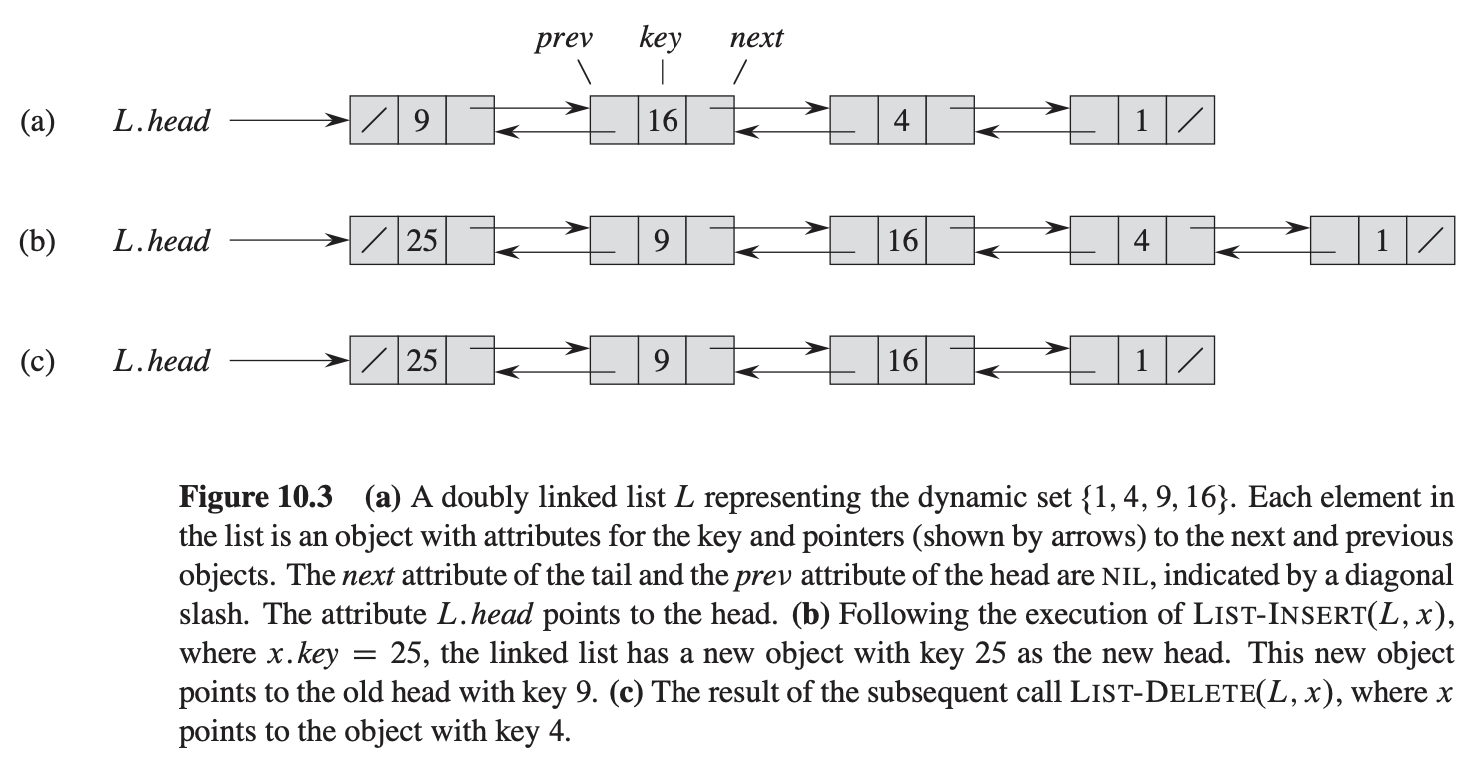 prev key next
(a) L.head 9 16 4 1
(b) L.head 25 9 16 4 1
(c) L.head 25 9 16 1
Figure 10.3 (a) A doubly linked list L representing the dynamic set {1, 4, 9, 16}. Each element in
the list is an object with attributes for the key and pointers (shown by arrows) to the next and previous
objects. The next attribute of the tail and the prev attribute of the head are NIL, indicated by a diagonal
slash. The attribute L.head points to the head. (b) Following the execution of LIST-INSERT(L, x),
where x.key = 25, the linked list has a new object with key 25 as the new head. This new object
points to the old head with key 9. (c) The result of the subsequent call LIST-DELETE(L, x), where x
points to the object with key 4.